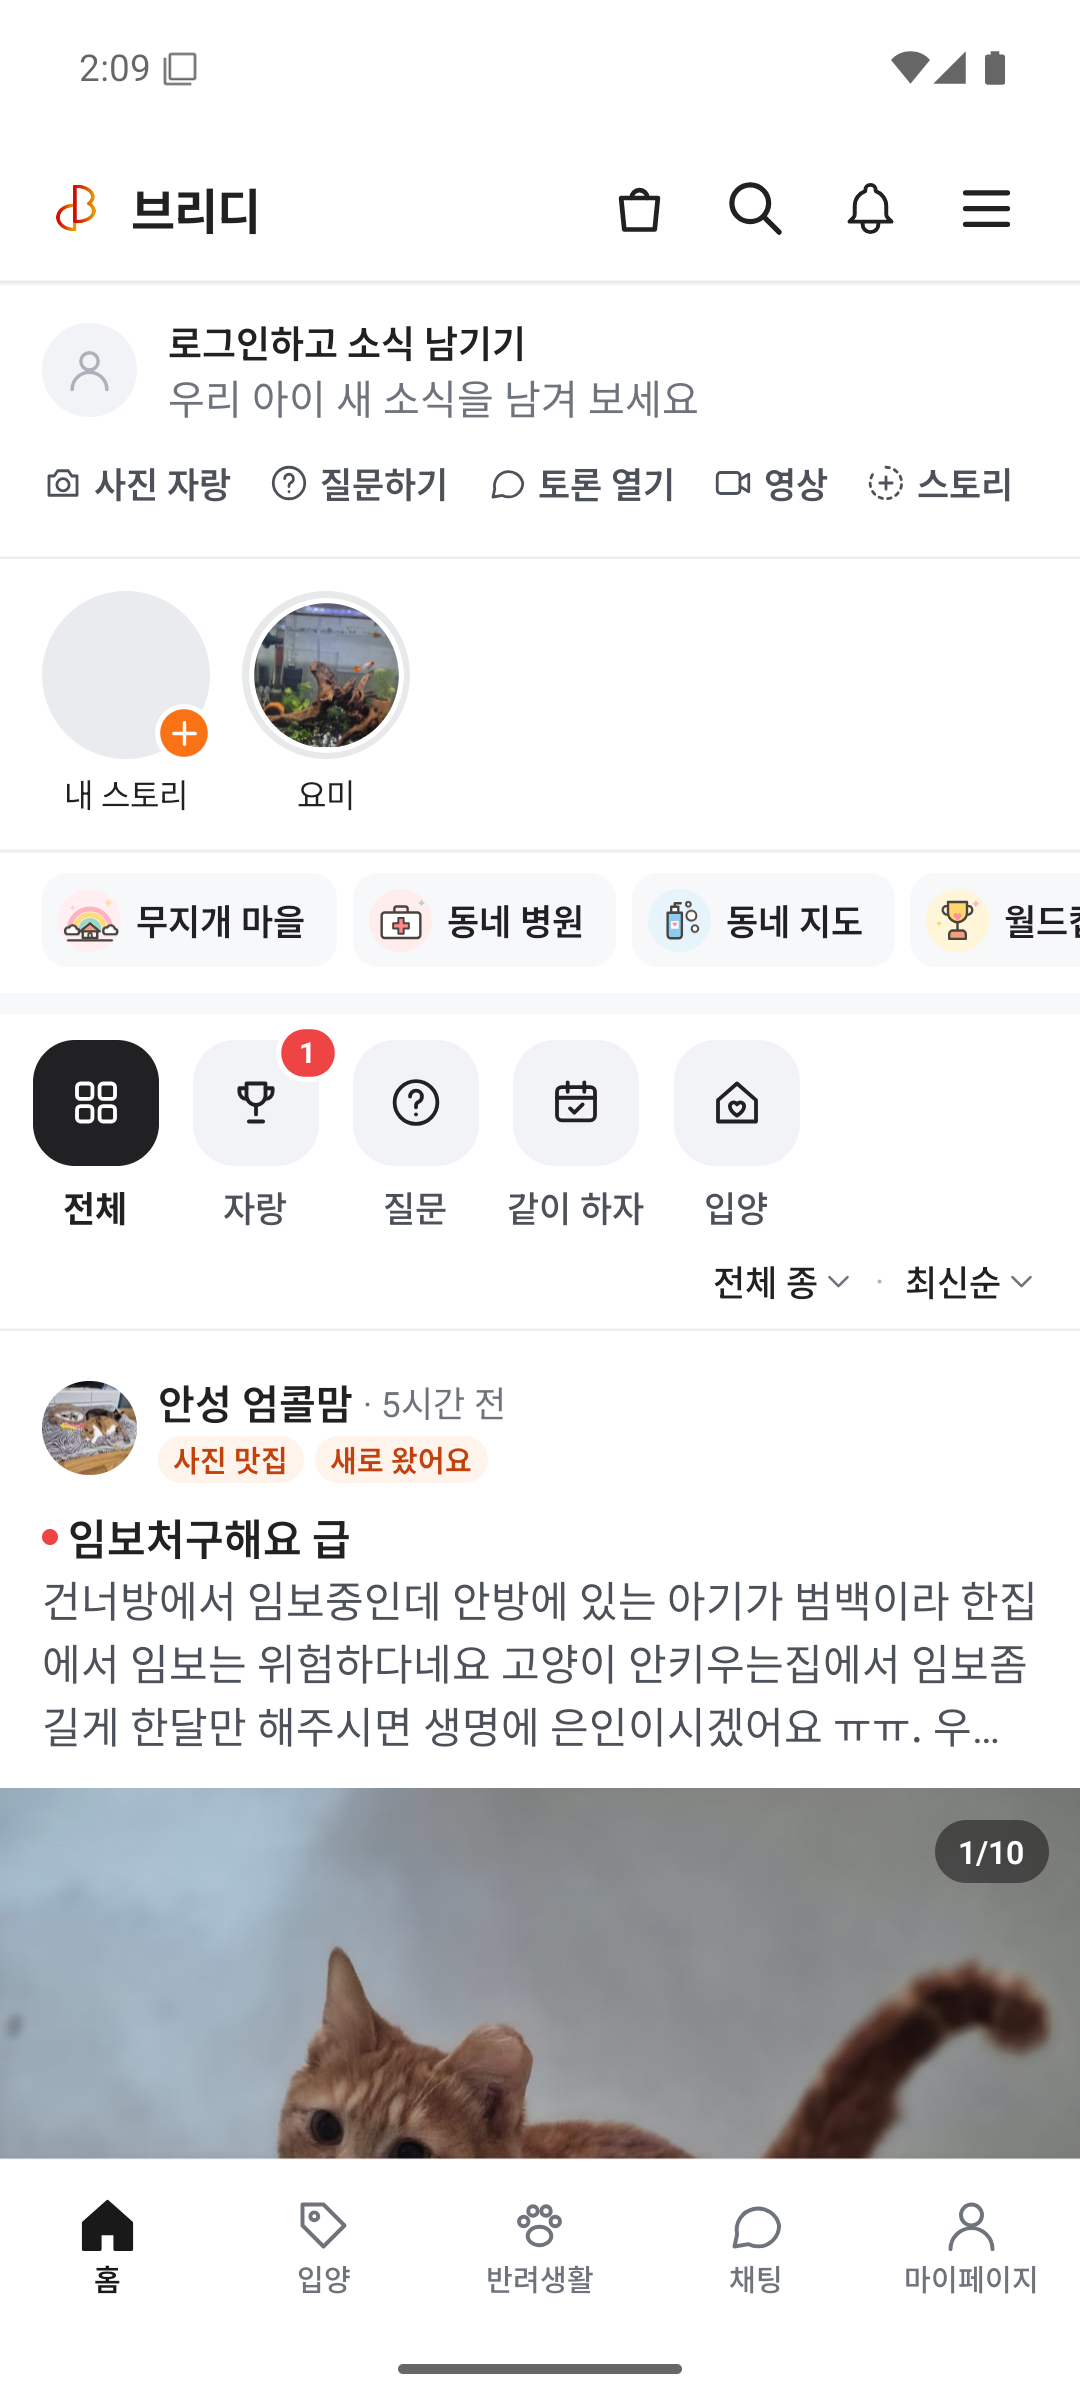 2:09
브리디
로그인하고 소식 남기기
우리 아이 새 소식을 남겨 보세요
사진 자랑 질문하기 토론 열기 영상 스토리
내 스토리 요미
무지개 마을 동네 병원 동네 지도 월드컵
1
전체 자랑 질문 같이 하자 입양
전체 종 · 최신순
안성 엄콜맘 · 5시간 전
사진 맛집 새로 왔어요
임보처구해요 급
건너방에서 임보중인데 안방에 있는 아기가 범백이라 한집
에서 임보는 위험하다네요 고양이 안키우는집에서 임보좀
길게 한달만 해주시면 생명에 은인이시겠어요 ㅠㅠ. 우...
1/10
홈 입양 반려생활 채팅 마이페이지